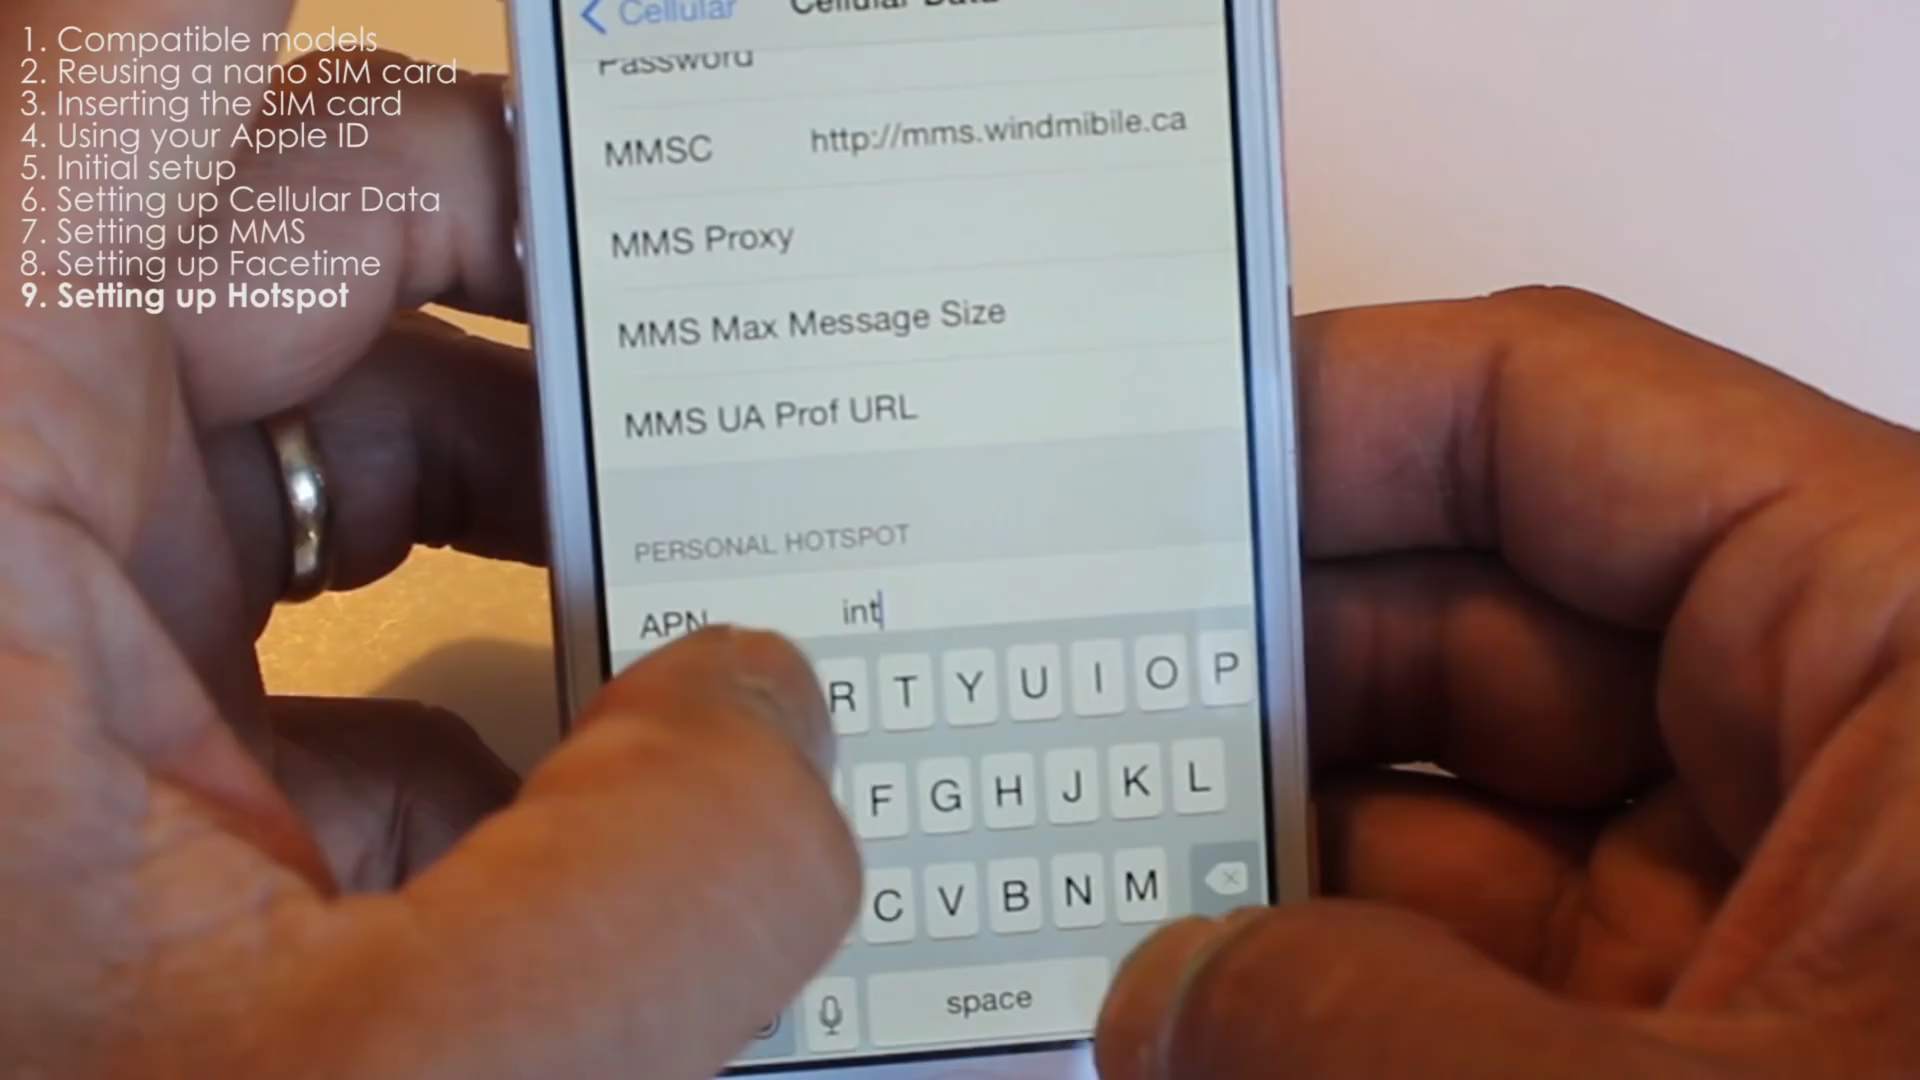 1. Compatible models
2. Reusing a nano SIM card
3. Inserting the SIM card
4. Using your Apple ID
5. Initial setup
6. Setting up Cellular Data
7. Setting up MMS
8. Setting up Facetime
9. Setting up Hotspot
Cellular Cellular Data
Password
MMSC http://mms.windmibile.ca
MMS Proxy
MMS Max Message Size
MMS UA Prof URL
PERSONAL HOTSPOT
APN int
R T Y U I O P
F G H J K L
C V B N M
space